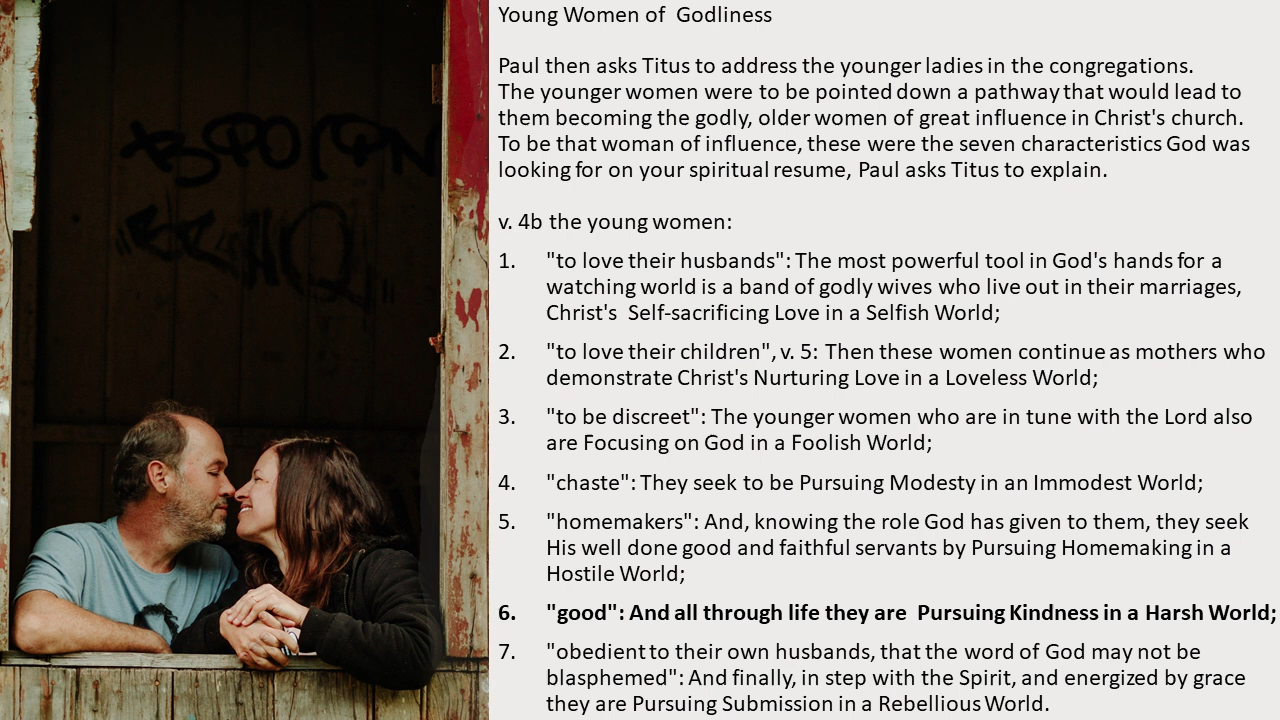 Young Women of  Godliness
Paul then asks Titus to address the younger ladies in the congregations.
The younger women were to be pointed down a pathway that would lead to
them becoming the godly, older women of great influence in Christ's church.
To be that woman of influence, these were the seven characteristics God was
looking for on your spiritual resume, Paul asks Titus to explain.
v. 4b the young women:
1. "to love their husbands": The most powerful tool in God's hands for a
watching world is a band of godly wives who live out in their marriages,
Christ's  Self-sacrificing Love in a Selfish World;
2. "to love their children", v. 5:  Then these women continue as mothers who
demonstrate Christ's Nurturing Love in a Loveless World;
3. "to be discreet": The younger women who are in tune with the Lord also
are Focusing on God in a Foolish World;
4. "chaste": They seek to be Pursuing Modesty in an Immodest World;
5. "homemakers": And, knowing the role God has given to them, they seek
His well done good and faithful servants by Pursuing Homemaking in a
Hostile World;
6. "good": And all through life they are  Pursuing Kindness in a Harsh World;
7. "obedient to their own husbands, that the word of God may not be
blasphemed": And finally, in step with the Spirit, and energized by grace
they are Pursuing Submission in a Rebellious World.